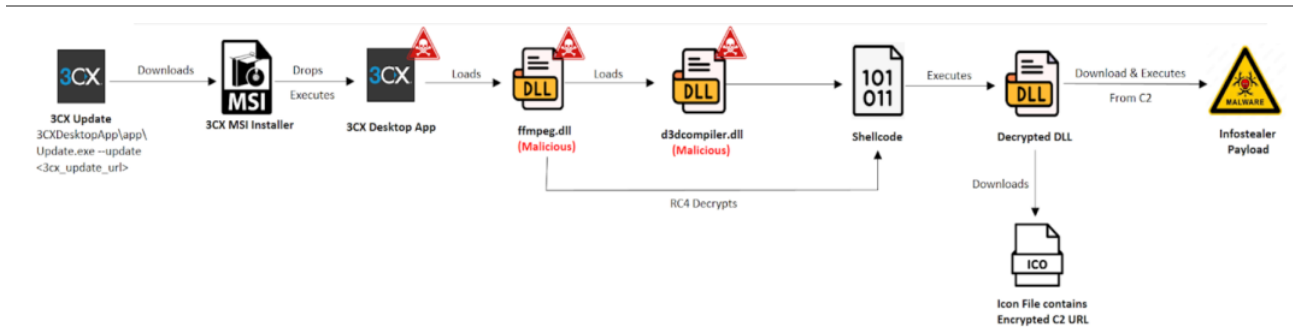 3CX
Downloads
MSI
Drops
Executes
3CX
Loads
DLL
Loads
DLL
101
011
Executes
DLL
Download & Executes
From C2
MALWARE
3CX Update
3CXDesktopApp\app\
Update.exe --update
<3cx_update_url>
3CX MSI Installer
3CX Desktop App
ffmpeg.dll
(Malicious)
d3dcompiler.dll
(Malicious)
Shellcode
Decrypted DLL
Infostealer
Payload
RC4 Decrypts
Downloads
ICO
Icon File contains
Encrypted C2 URL